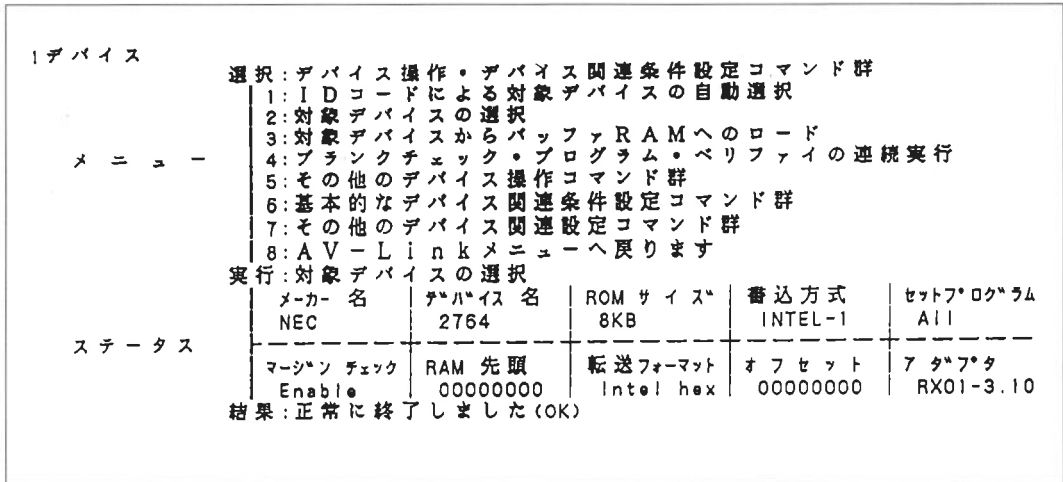 1デバイス
選択:デバイス操作・デバイス関連条件設定コマンド群
1:IDコードによる対象デバイスの自動選択
2:対象デバイスの選択
3:対象デバイスからバッファRAMへのロード
メニュー 4:ブランクチェック・プログラム・ベリファイの連続実行
5:その他のデバイス操作コマンド群
6:基本的なデバイス関連条件設定コマンド群
7:その他のデバイス関連設定コマンド群
8:AV-Linkメニューへ戻ります
実行:対象デバイスの選択
メーカー名 デバイス名 ROMサイズ 書込方式 セットプログラム
NEC 2764 8KB INTEL-1 All
ステータス
マージンチェック RAM先頭 転送フォーマット オフセット アダプタ
Enable 00000000 Intel hex 00000000 RX01-3.10
結果:正常に終了しました(OK)